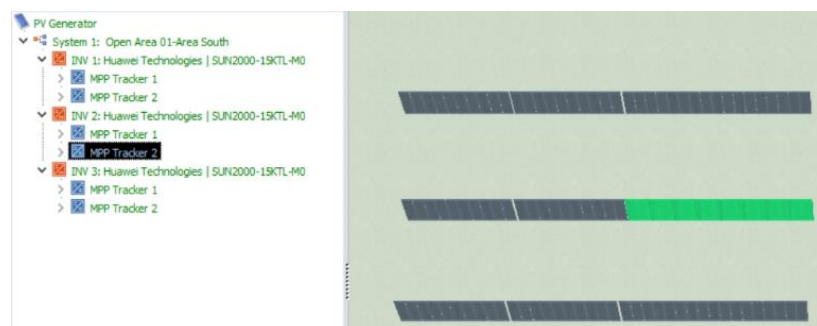 PV Generator
System 1: Open Area 01-Area South
INV 1: Huawei Technologies | SUN2000-15KTL-M0
MPP Tracker 1
MPP Tracker 2
INV 2: Huawei Technologies | SUN2000-15KTL-M0
MPP Tracker 1
MPP Tracker 2
INV 3: Huawei Technologies | SUN2000-15KTL-M0
MPP Tracker 1
MPP Tracker 2